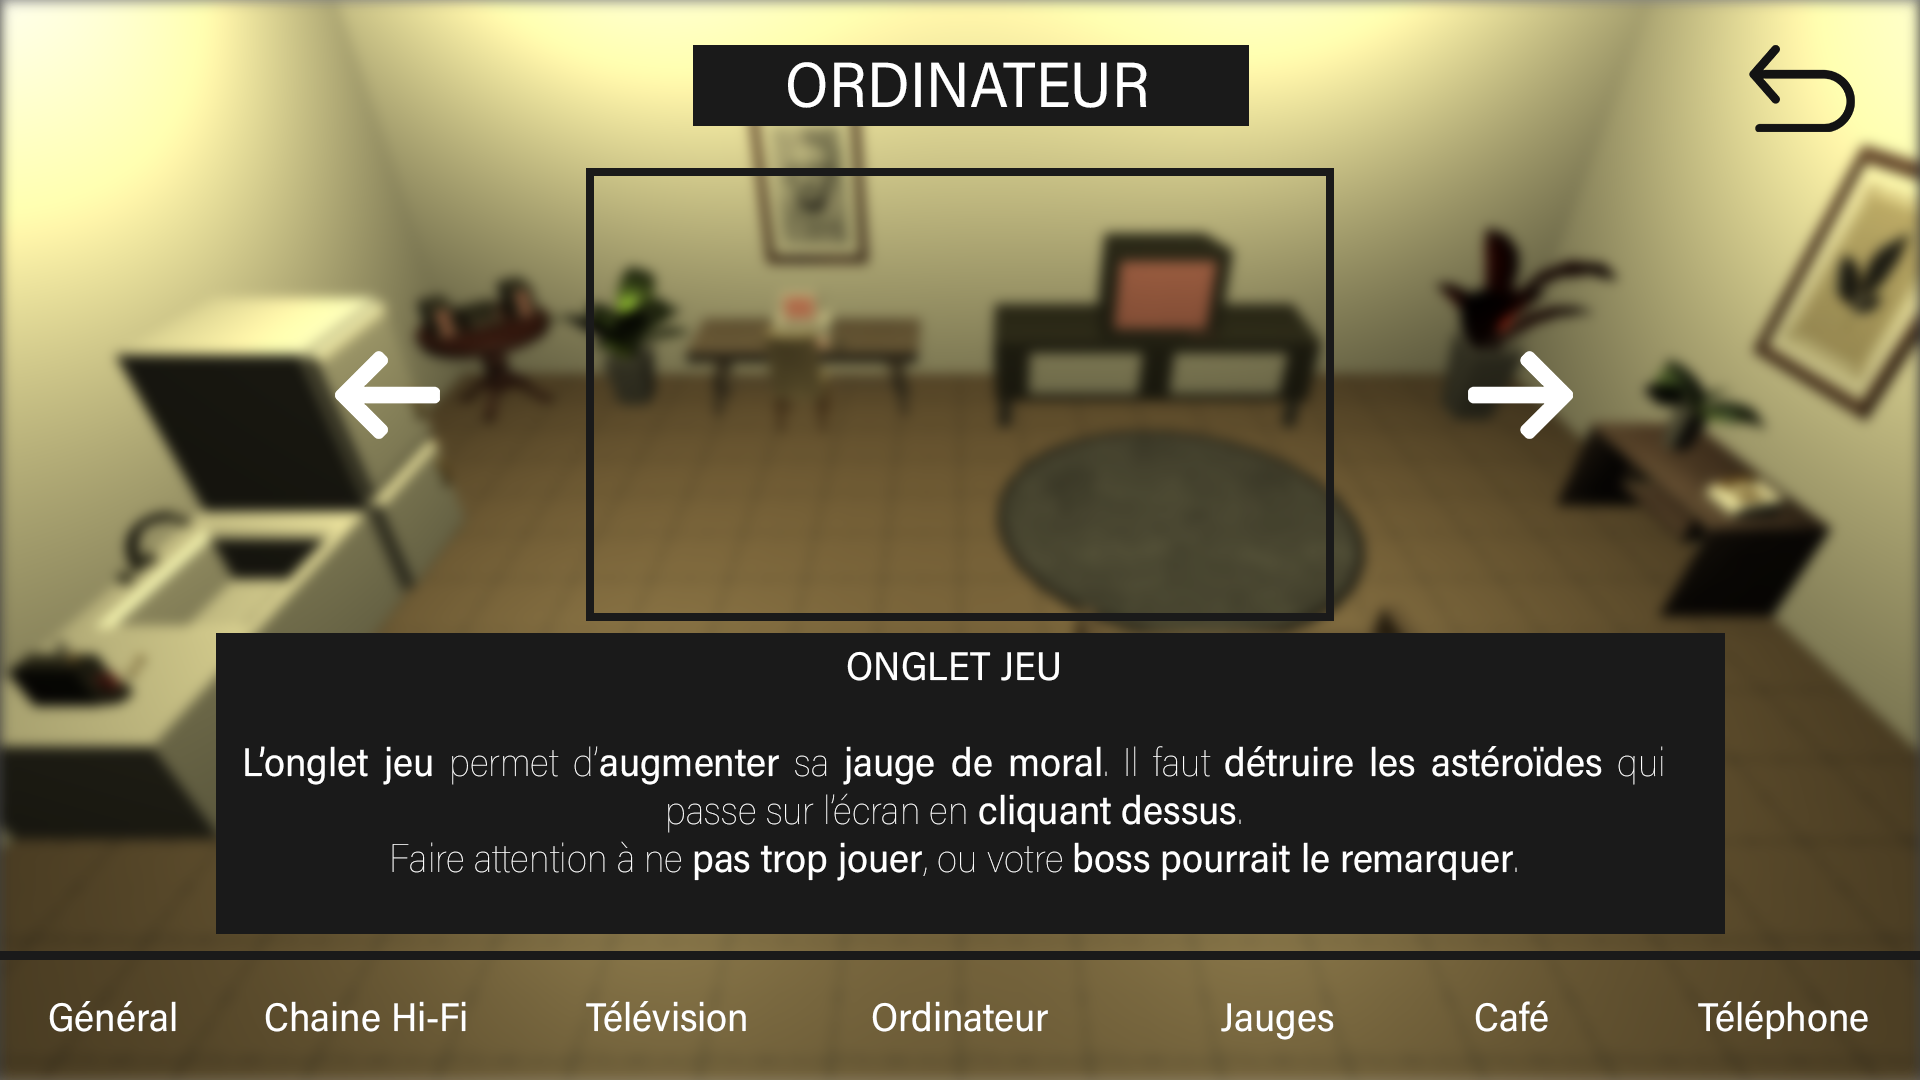 ORDINATEUR
ONGLET JEU
L'onglet jeu permet d'augmenter sa jauge de moral. Il faut détruire les astéroïdes qui
passe sur l'écran en cliquant dessus.
Faire attention à ne pas trop jouer, ou votre boss pourrait le remarquer.
Général Chaine Hi-Fi Télévision Ordinateur Jauges Café Téléphone